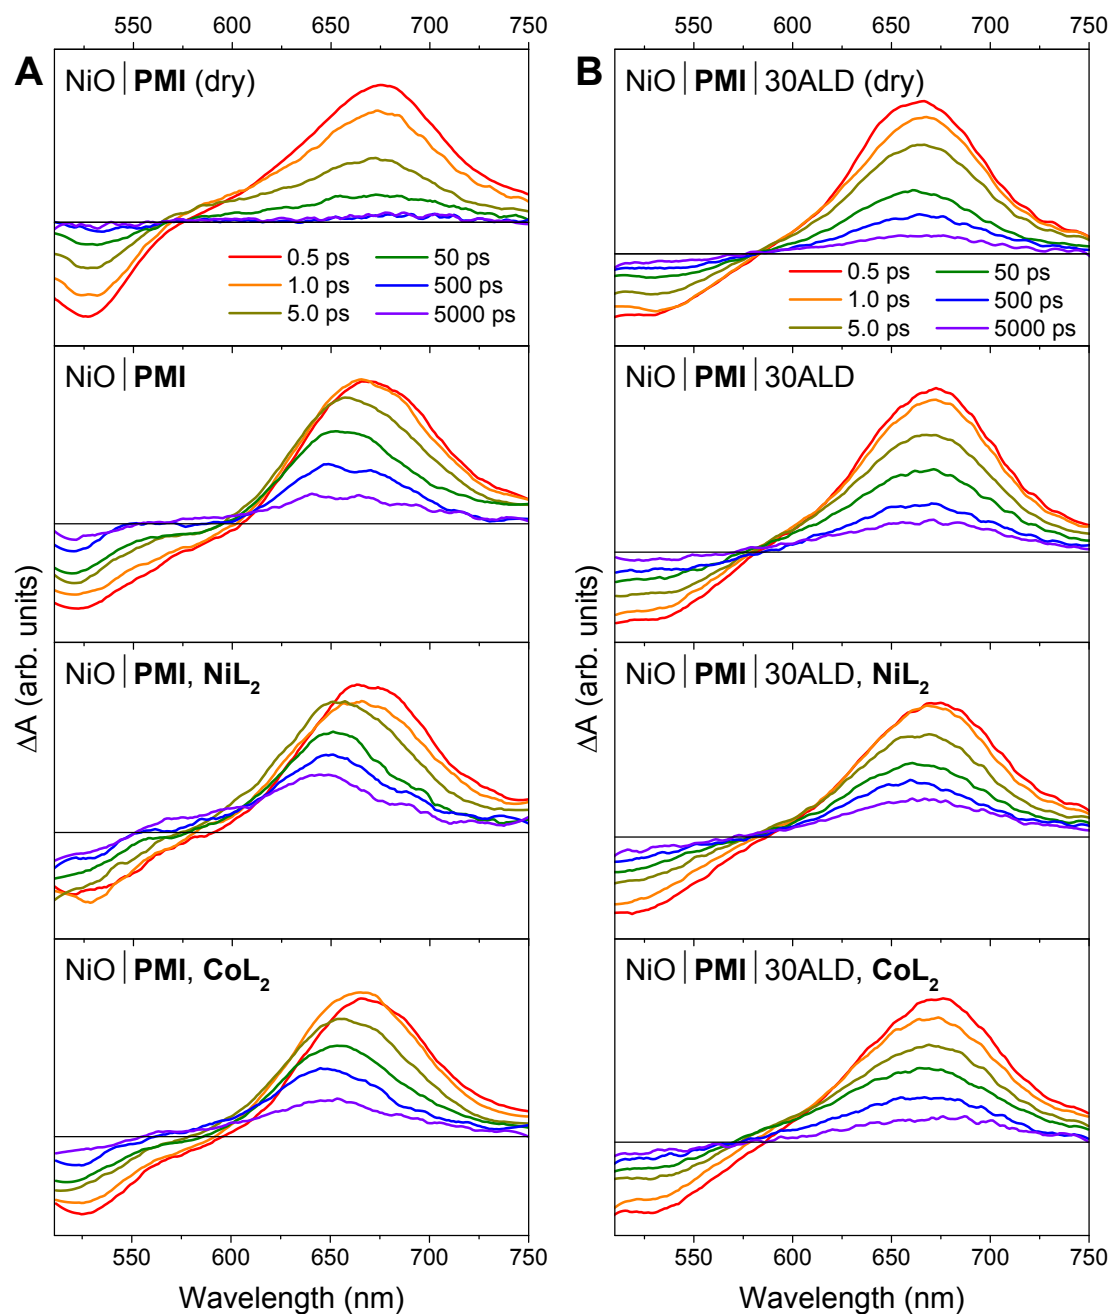 550 600 650 700 750
550 600 650 700 750
A
NiO | PMI (dry)
0.5 ps
50 ps
1.0 ps
500 ps
5.0 ps
5000 ps
B
NiO | PMI | 30ALD (dry)
0.5 ps
50 ps
1.0 ps
500 ps
5.0 ps
5000 ps
NiO | PMI
NiO | PMI | 30ALD
NiO | PMI, NiL₂
NiO | PMI | 30ALD, NiL₂
NiO | PMI, CoL₂
NiO | PMI | 30ALD, CoL₂
ΔA (arb. units)
ΔA (arb. units)
550 600 650 700 750
550 600 650 700 750
Wavelength (nm)
Wavelength (nm)